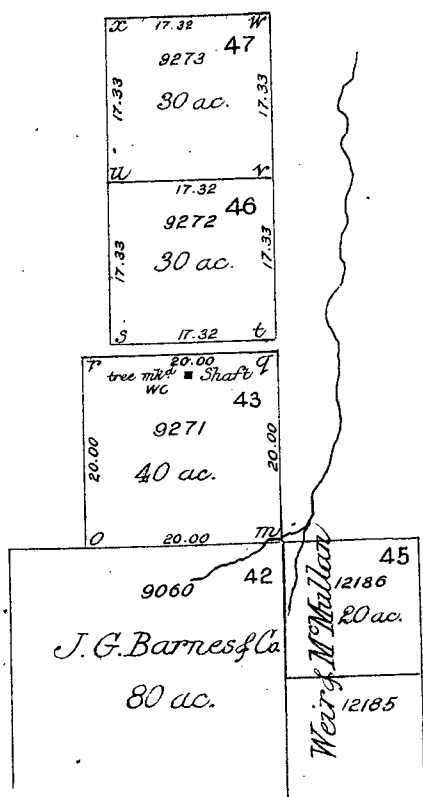 x 17.32 w
9273 47
17.33 30 ac. 17.33
u v
17.32
9272 46
17.33 30 ac. 17.33
s 17.32 t
r 20.00 q
tree mkd. ■ Shaft
WC
43
9271
20.00 40 ac. 20.00
o 20.00 m
9060 42
J. G. Barnes & Co
80 ac.
45
12186
20 ac.
Weir & McMullan
12185